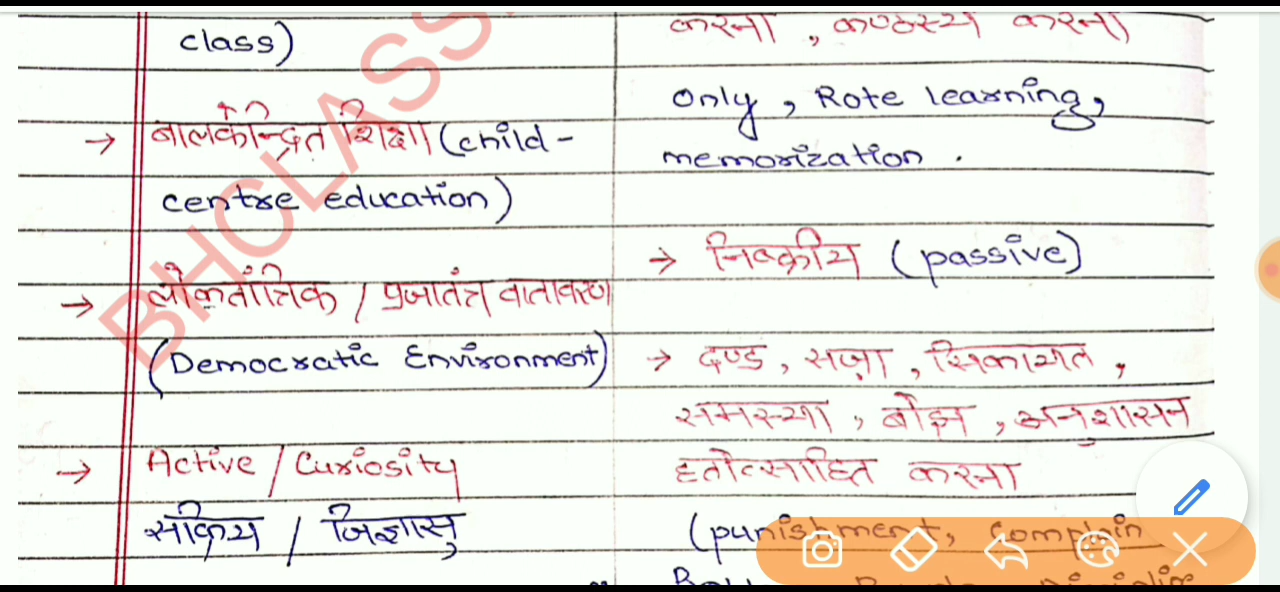 class)
→ बालकेन्द्रित शिक्षा (child-
centre education)
→ लोकतांत्रिक / प्रजातंत्र वातावरण
(Democratic Environment)
→ Active / Curiosity
सक्रिय / जिज्ञासु
करना , कण्ठस्थ करना
only , Rote learning,
memorization .
→ निष्क्रीय (passive)
→ दण्ड , सज़ा , सिकायत ,
समस्या , बोझ , अनुशासन
हतोत्साहित करना
(punishment, Complain
BHCLASS